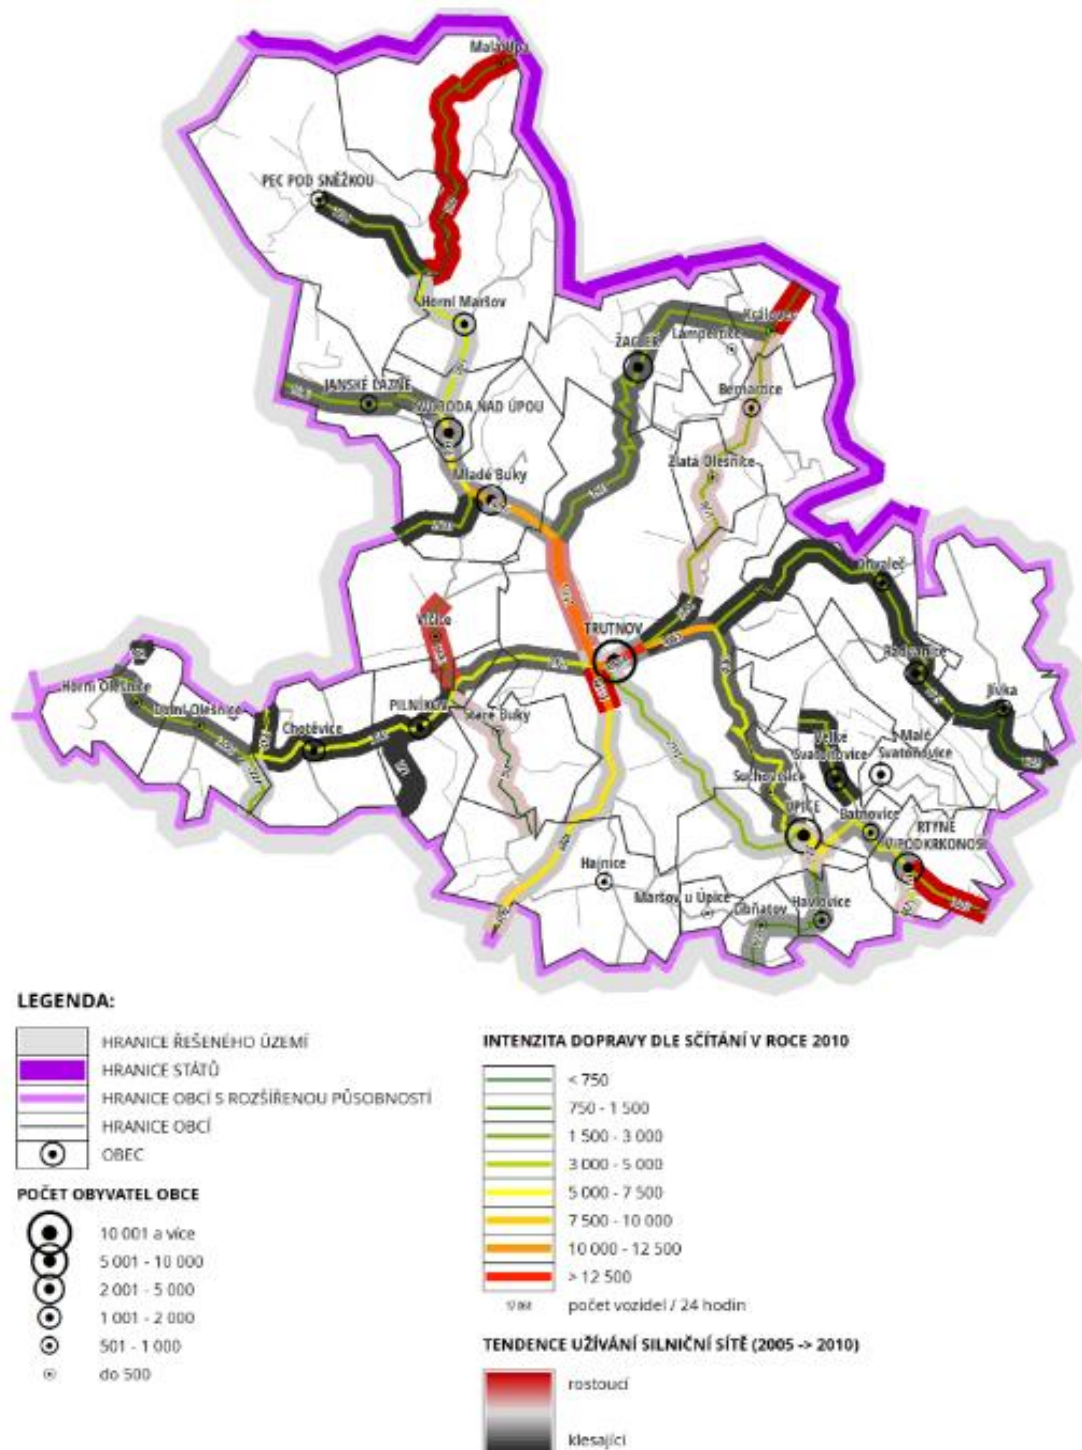 Malá Úpa
PEC POD SNĚŽKOU
Horní Maršov
Královec
Lampertice
ŽACLÉŘ
JANSKÉ LÁZNĚ
Bernartice
SVOBODA NAD ÚPOU
Zlatá Olešnice
Mladé Buky
Chvaleč
Vlčice
TRUTNOV
Radvanice
Horní Olešnice
Jívka
Dolní Olešnice
PILNÍKOV
Staré Buky
Chotěvice
Malé
Svatoňovice
Velké
Svatoňovice
Suchovršice
ÚPICE
Batňovice
RTYNĚ
V PODKRKONOŠÍ
Hajnice
Maršov u Úpice
Havlovice
LEGENDA:
HRANICE ŘEŠENÉHO ÚZEMÍ
HRANICE STÁTŮ
HRANICE OBCÍ S ROZŠÍŘENOU PŮSOBNOSTÍ
HRANICE OBCÍ
OBEC
POČET OBYVATEL OBCE
10 001 a více
5 001 - 10 000
2 001 - 5 000
1 001 - 2 000
501 - 1 000
do 500
INTENZITA DOPRAVY DLE SČÍTÁNÍ V ROCE 2010
< 750
750 - 1 500
1 500 - 3 000
3 000 - 5 000
5 000 - 7 500
7 500 - 10 000
10 000 - 12 500
> 12 500
počet vozidel / 24 hodin
TENDENCE UŽÍVÁNÍ SILNIČNÍ SÍTĚ (2005 -> 2010)
rostoucí
klesající